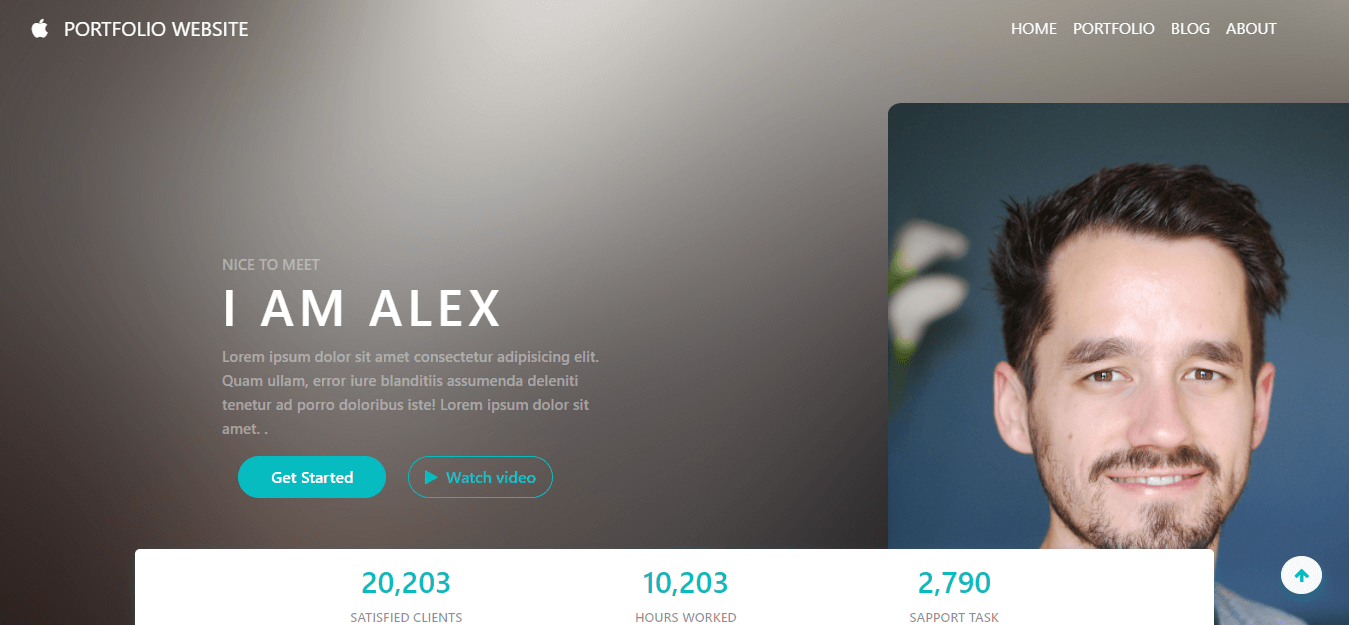 PORTFOLIO WEBSITE
HOME PORTFOLIO BLOG ABOUT
NICE TO MEET
I AM ALEX
Lorem ipsum dolor sit amet consectetur adipisicing elit.
Quam ullam, error iure blanditiis assumenda deleniti
tenetur ad porro doloribus iste! Lorem ipsum dolor sit
amet. .
Get Started
Watch video
20,203
SATISFIED CLIENTS
10,203
HOURS WORKED
2,790
SAPPORT TASK